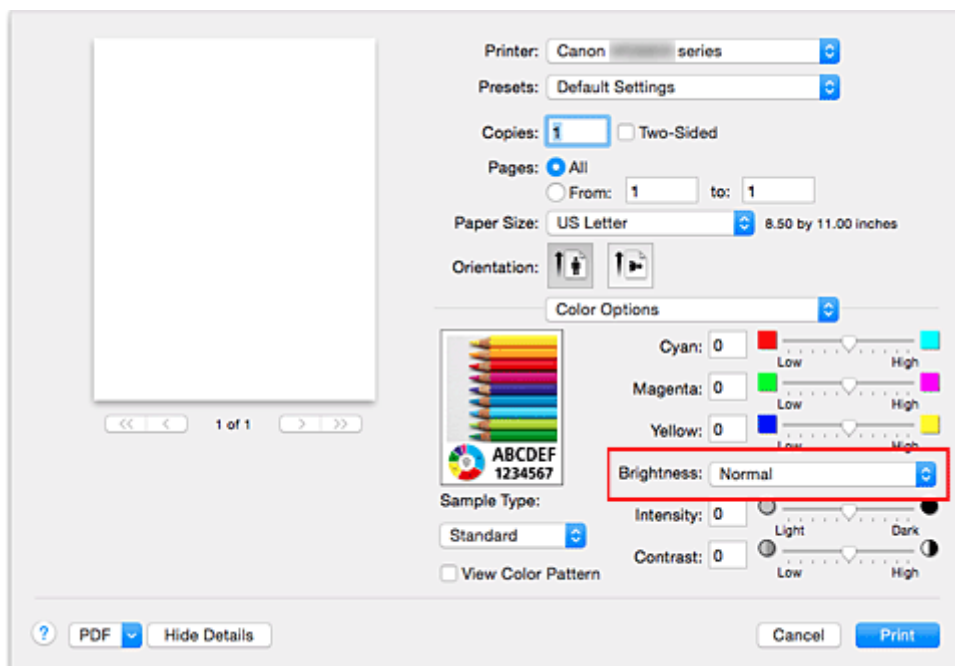 Printer: Canon series
Presets: Default Settings
Copies: 1 Two-Sided
Pages: All
From: 1 to: 1
Paper Size: US Letter 8.50 by 11.00 inches
Orientation:
Color Options
<< < 1 of 1 > >>
Cyan: 0
Low High
Magenta: 0
Low High
Yellow: 0
Low High
ABCDEF
1234567
Brightness: Normal
Sample Type:
Standard
Intensity: 0
Light Dark
Contrast: 0
Low High
View Color Pattern
? PDF Hide Details Cancel Print